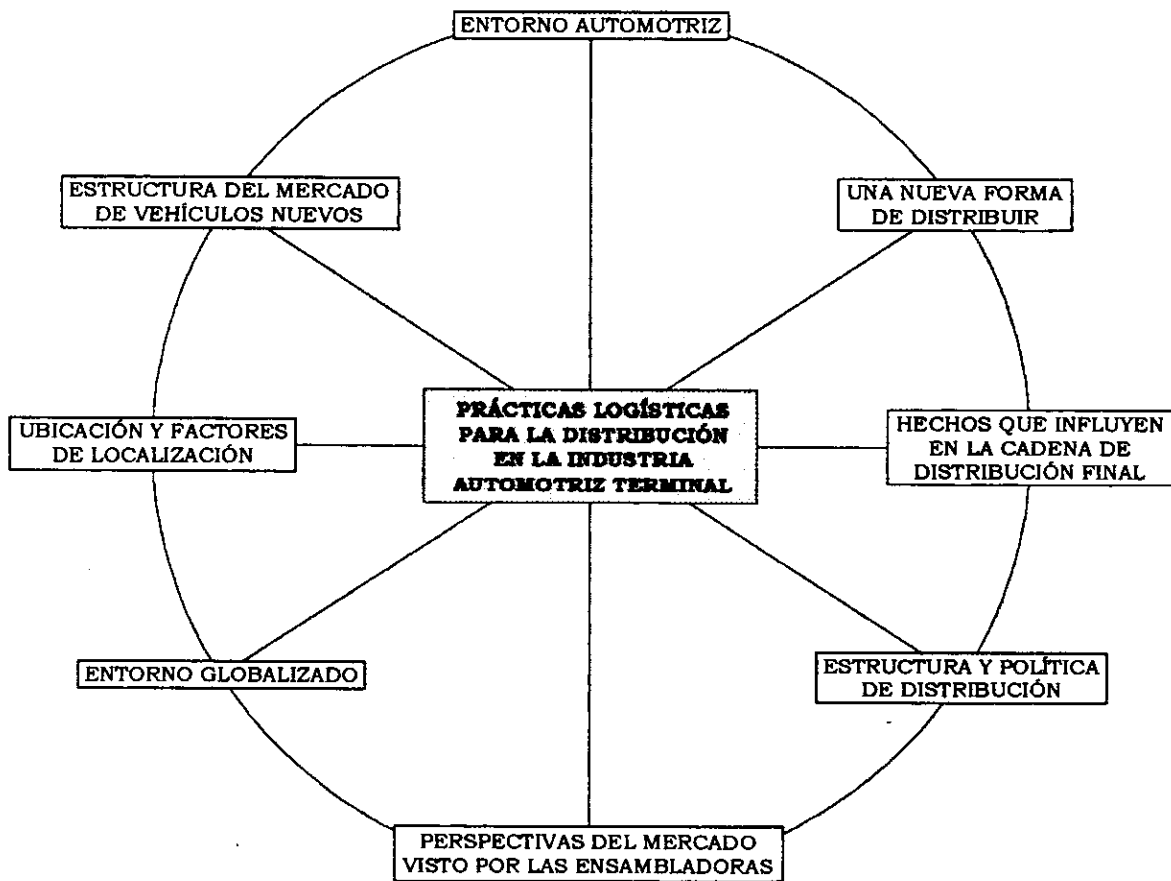 ENTORNO AUTOMOTRIZ
ESTRUCTURA DEL MERCADO
DE VEHÍCULOS NUEVOS
UNA NUEVA FORMA
DE DISTRIBUIR
UBICACIÓN Y FACTORES
DE LOCALIZACIÓN
PRÁCTICAS LOGÍSTICAS
PARA LA DISTRIBUCIÓN
EN LA INDUSTRIA
AUTOMOTRIZ TERMINAL
HECHOS QUE INFLUYEN
EN LA CADENA DE
DISTRIBUCIÓN FINAL
ENTORNO GLOBALIZADO
ESTRUCTURA Y POLÍTICA
DE DISTRIBUCIÓN
PERSPECTIVAS DEL MERCADO
VISTO POR LAS ENSAMBLADORAS